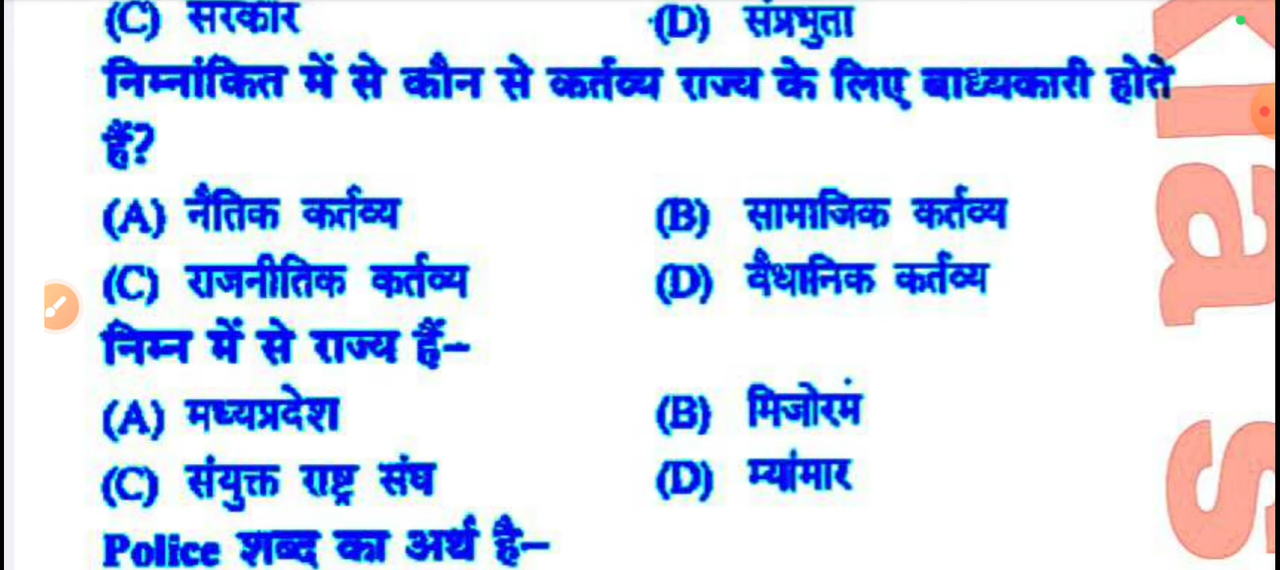 (C) सरकार (D) संप्रभुता
निम्नांकित में से कौन से कर्तव्य राज्य के लिए बाध्यकारी होते
हैं?
(A) नैतिक कर्तव्य (B) सामाजिक कर्तव्य
(C) राजनीतिक कर्तव्य (D) वैधानिक कर्तव्य
निम्न में से राज्य हैं–
(A) मध्यप्रदेश (B) मिजोरमं
(C) संयुक्त राष्ट्र संघ (D) म्यांमार
Police शब्द का अर्थ है–